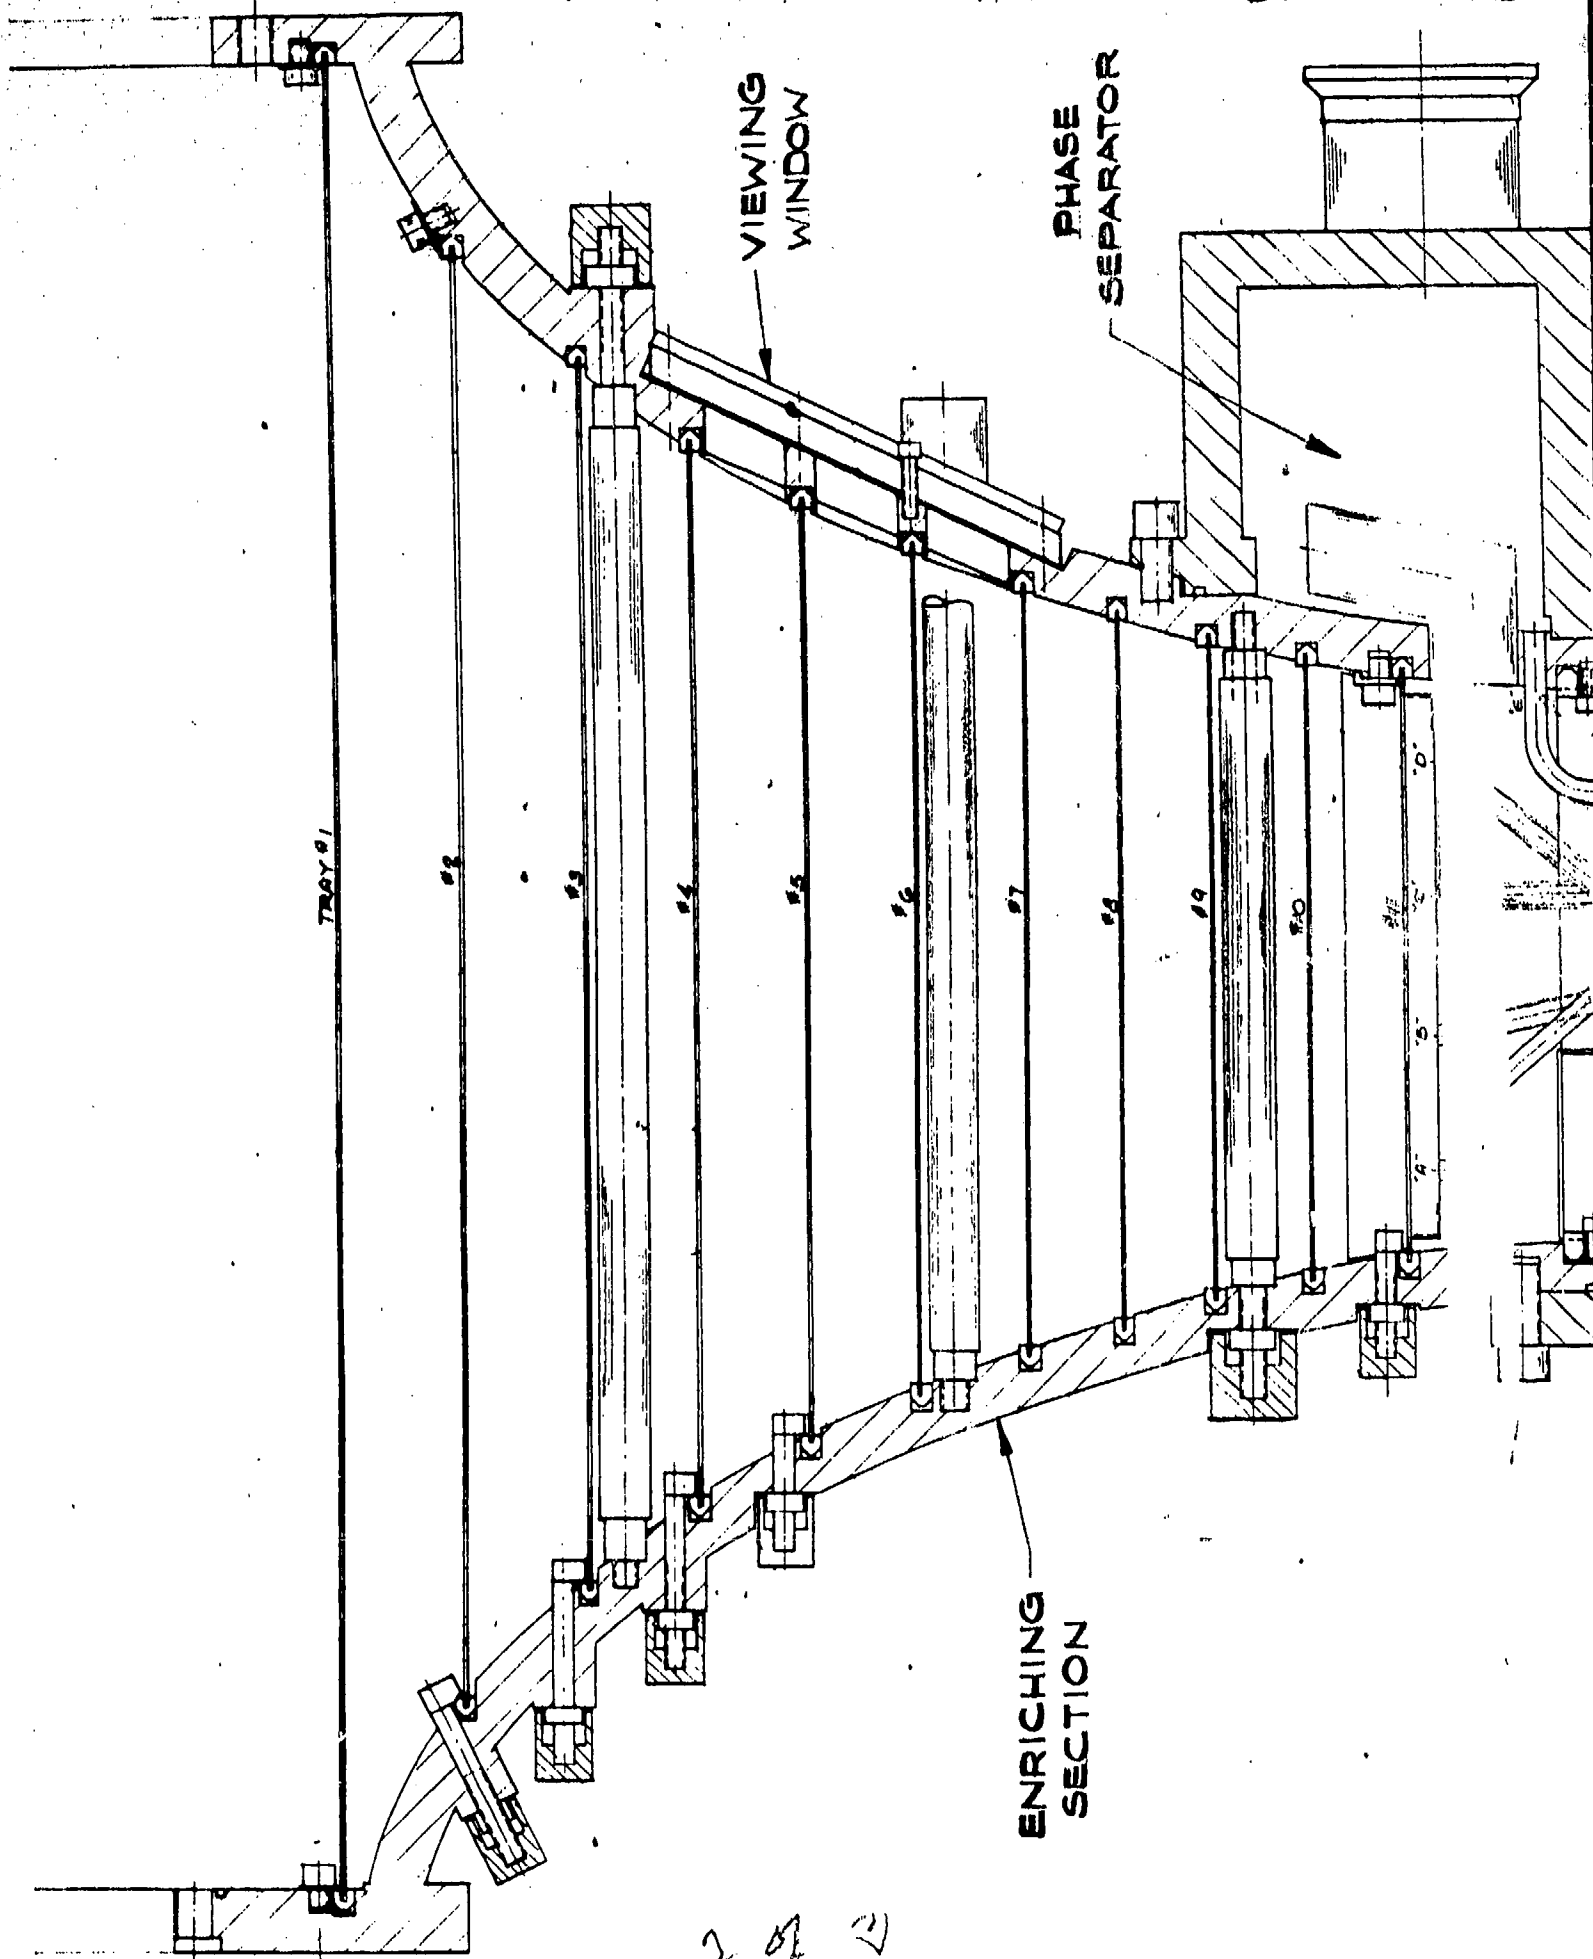 VIEWING
WINDOW
PHASE
SEPARATOR
TRAY #1
#2
#3
#4
#5
#6
#7
#8
#9
#10
"D"
"C"
"B"
"A"
ENRICHING
SECTION